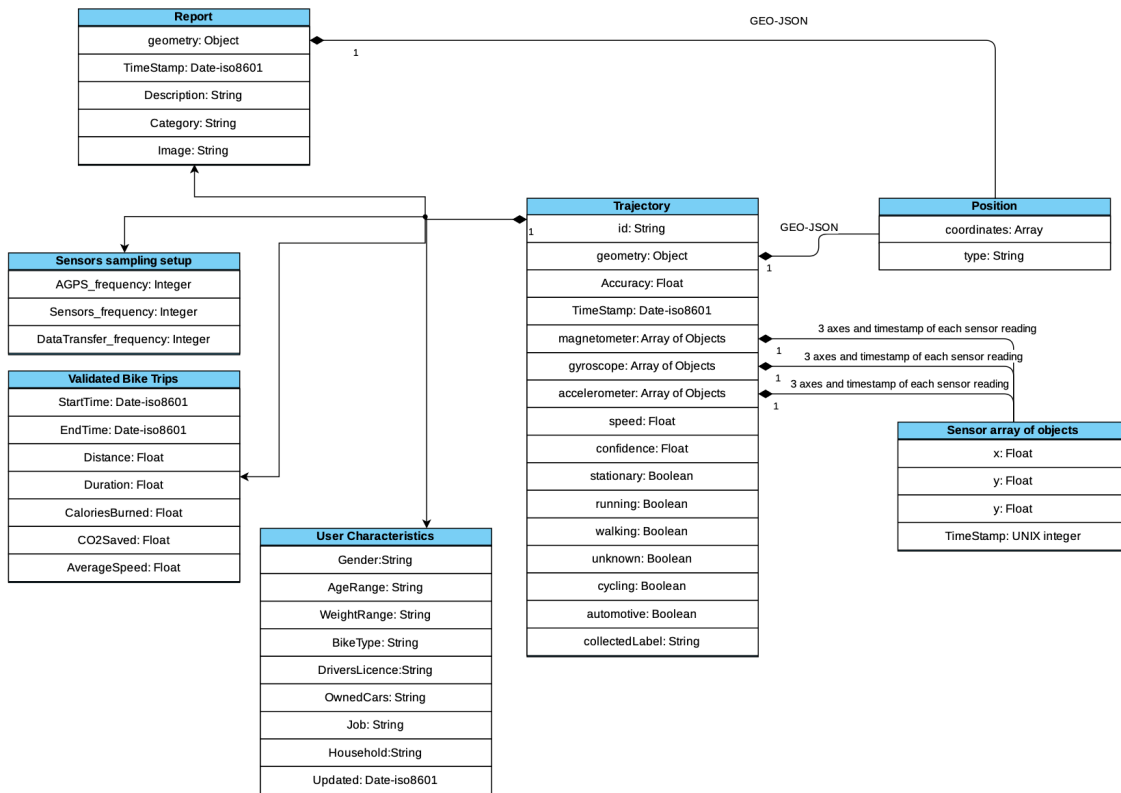 Report
geometry: Object
TimeStamp: Date-iso8601
Description: String
Category: String
Image: String
GEO-JSON
1
Sensors sampling setup
AGPS_frequency: Integer
Sensors_frequency: Integer
DataTransfer_frequency: Integer
Validated Bike Trips
StartTime: Date-iso8601
EndTime: Date-iso8601
Distance: Float
Duration: Float
CaloriesBurned: Float
CO2Saved: Float
AverageSpeed: Float
User Characteristics
Gender:String
AgeRange: String
WeightRange: String
BikeType: String
DriversLicence:String
OwnedCars: String
Job: String
Household:String
Updated: Date-iso8601
Trajectory
1
id: String
geometry: Object
Accuracy: Float
TimeStamp: Date-iso8601
magnetometer: Array of Objects
gyroscope: Array of Objects
accelerometer: Array of Objects
speed: Float
confidence: Float
stationary: Boolean
running: Boolean
walking: Boolean
unknown: Boolean
cycling: Boolean
automotive: Boolean
collectedLabel: String
GEO-JSON
1
Position
coordinates: Array
type: String
3 axes and timestamp of each sensor reading
1
3 axes and timestamp of each sensor reading
1
3 axes and timestamp of each sensor reading
1
Sensor array of objects
x: Float
y: Float
y: Float
TimeStamp: UNIX integer